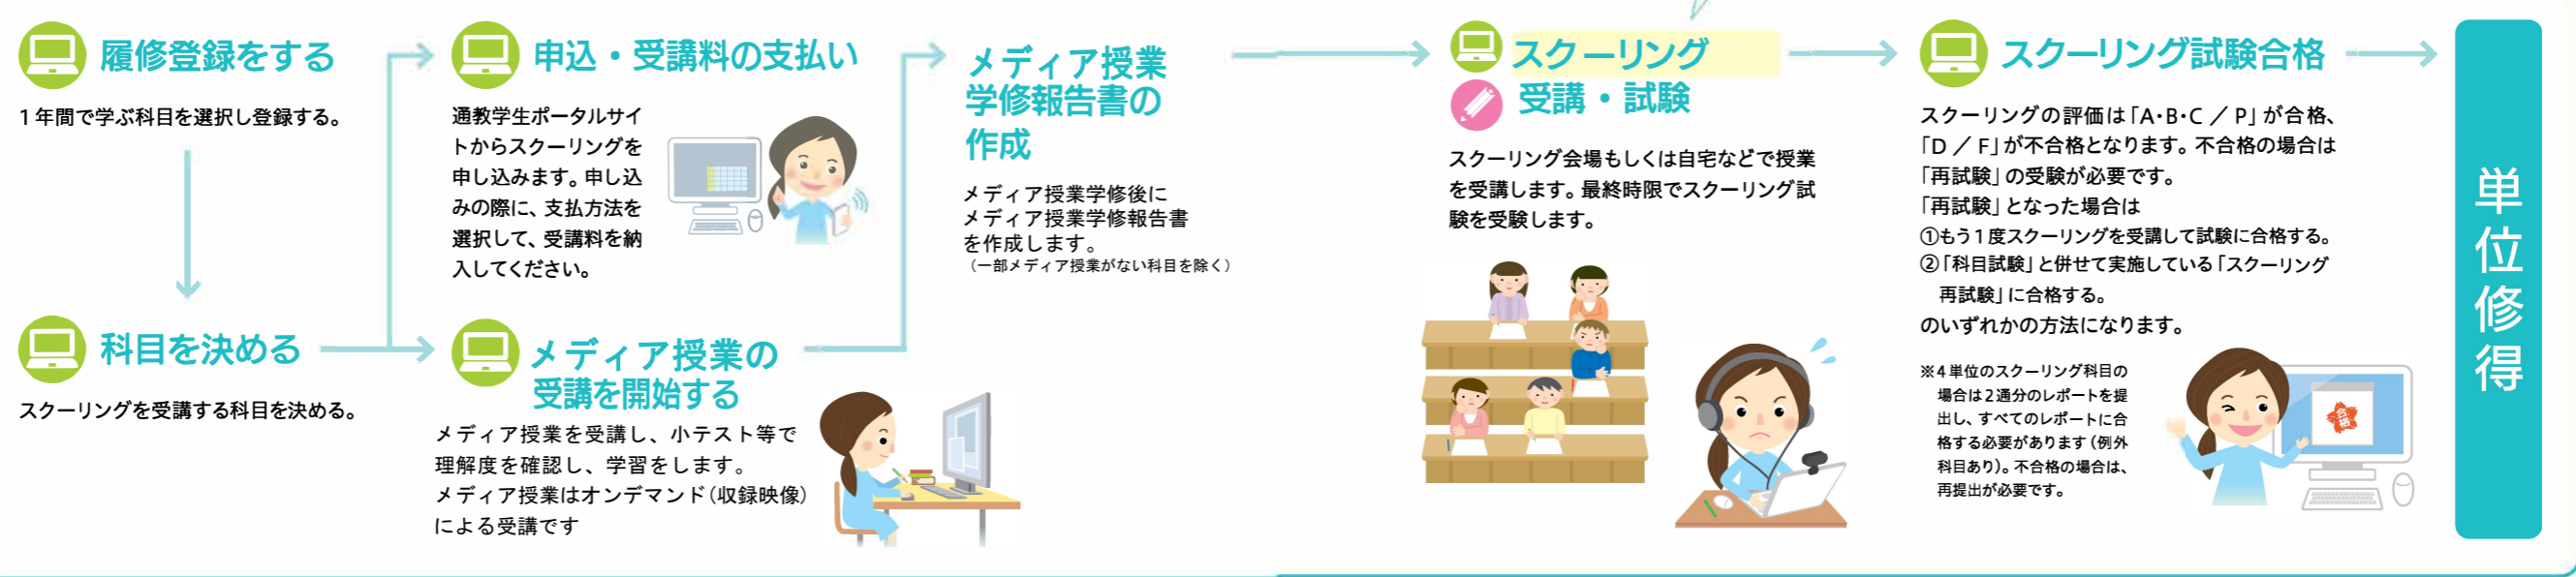 履修登録をする
1年間で学ぶ科目を選択し登録する。
科目を決める
スクーリングを受講する科目を決める。
申込・受講料の支払い
通教学生ポータルサイ
トからスクーリングを
申し込みます。申し込
みの際に、支払方法を
選択して、受講料を納
入してください。
メディア授業の
受講を開始する
メディア授業を受講し、小テスト等で
理解度を確認し、学習をします。
メディア授業はオンデマンド（収録映像）
による受講です
メディア授業
学修報告書の
作成
メディア授業学修後に
メディア授業学修報告書
を作成します。
（一部メディア授業がない科目を除く）
スクーリング
受講・試験
スクーリング会場もしくは自宅などで授業
を受講します。最終時限でスクーリング試
験を受験します。
スクーリング試験合格
スクーリングの評価は「A・B・C ／ P」が合格、
「D ／ F」が不合格となります。不合格の場合は
「再試験」の受験が必要です。
「再試験」となった場合は
①もう1度スクーリングを受講して試験に合格する。
②「科目試験」と併せて実施している「スクーリング
再試験」に合格する。
のいずれかの方法になります。
※4単位のスクーリング科目の
場合は2通分のレポートを提
出し、すべてのレポートに合
格する必要があります（例外
科目あり）。不合格の場合は、
再提出が必要です。
合格
単位修得